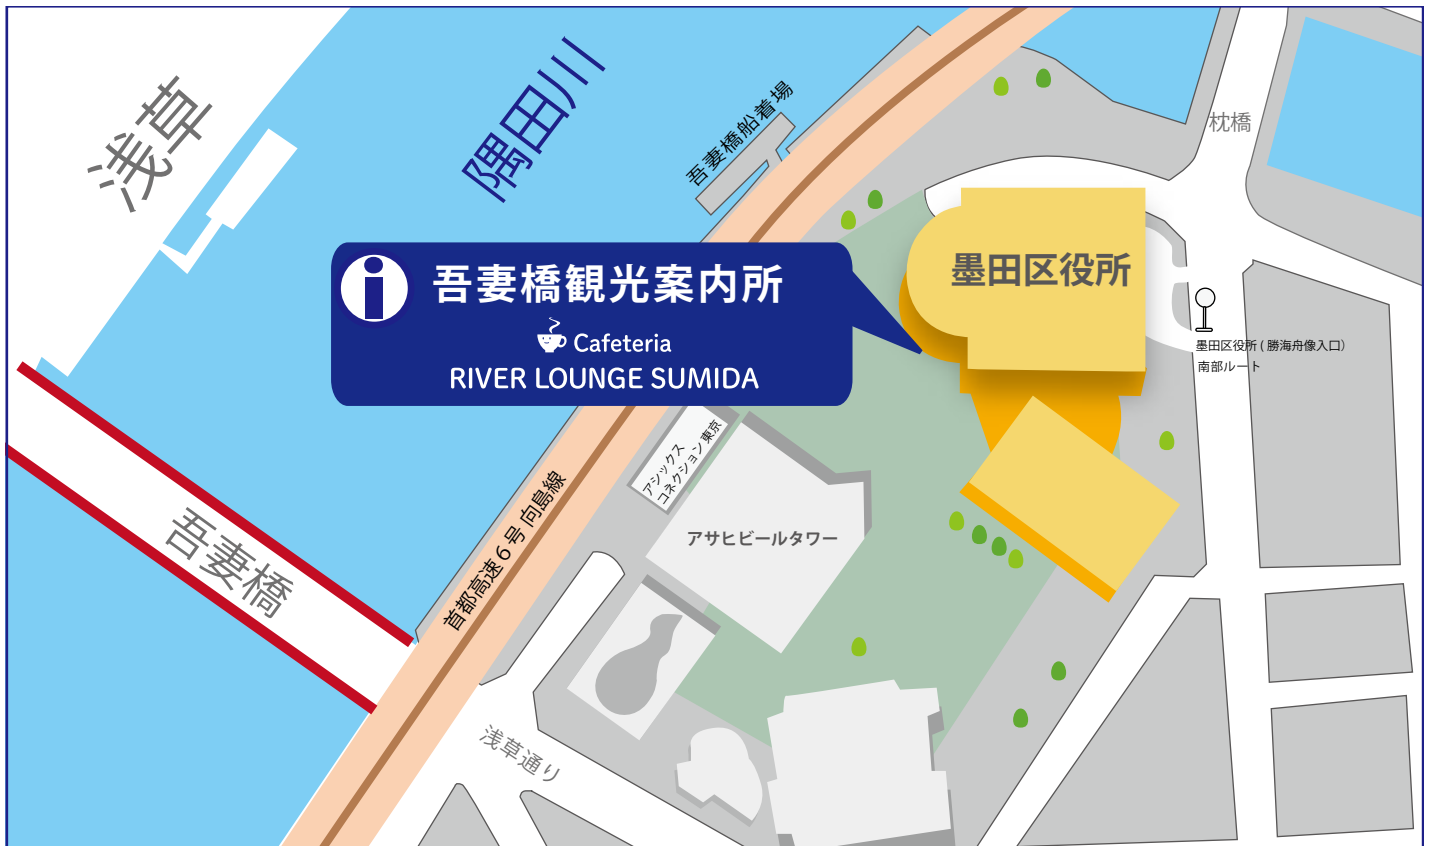 浅草
隅田川
吾妻橋船着場
枕橋
墨田区役所
吾妻橋観光案内所
Cafeteria
RIVER LOUNGE SUMIDA
墨田区役所 ( 勝海舟像入口)
南部ルート
アシックス
コネクション東京
アサヒビールタワー
首都高速6号 向島線
吾妻橋
浅草通り